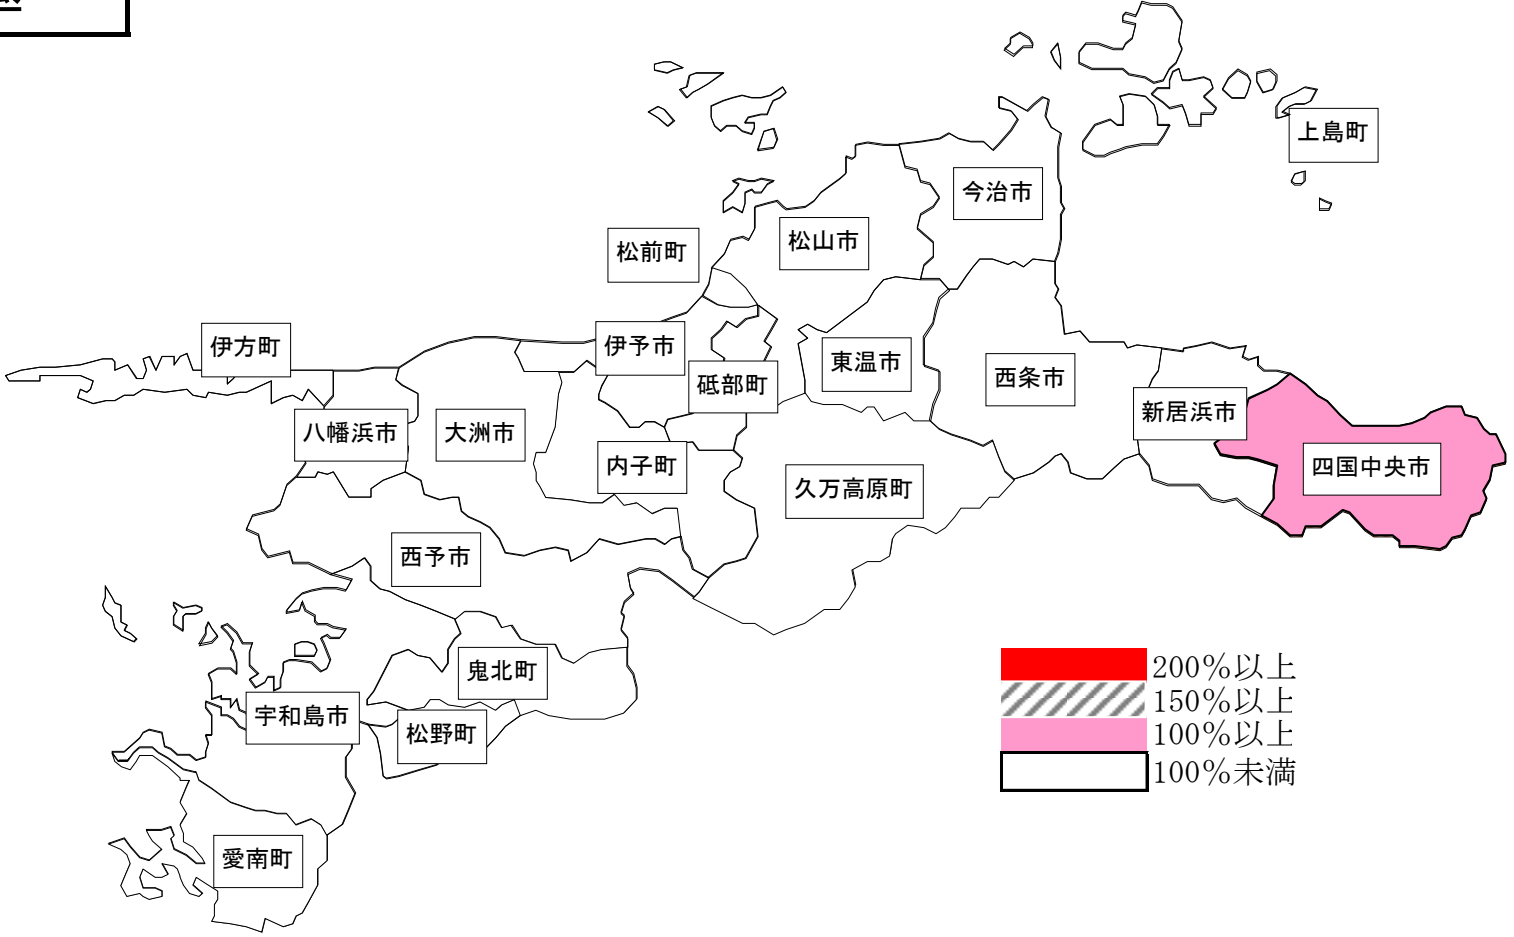 上島町
今治市
松山市
松前町
伊方町
伊予市
東温市
砥部町
西条市
新居浜市
八幡浜市
大洲市
内子町
四国中央市
久万高原町
西予市
鬼北町
宇和島市
松野町
愛南町
200％以上
150％以上
100％以上
100％未満